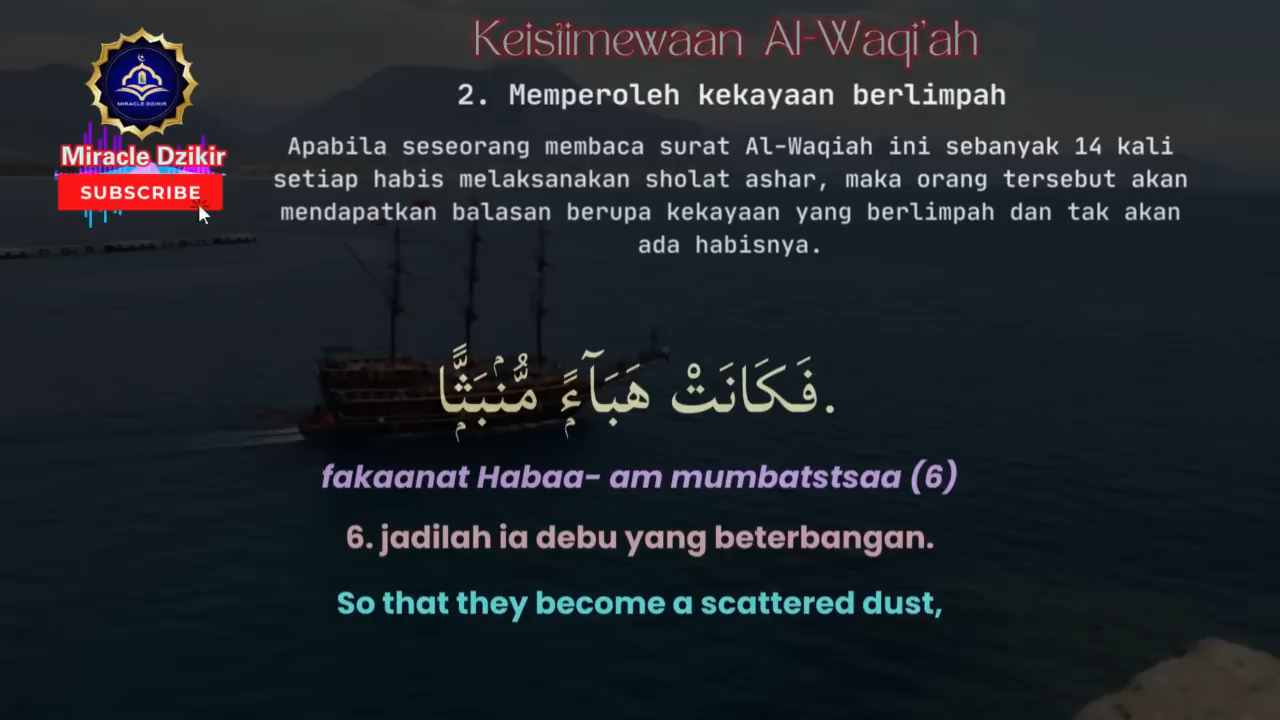 Keistimewaan Al-Waqi'ah
2. Memperoleh kekayaan berlimpah
Apabila seseorang membaca surat Al-Waqiah ini sebanyak 14 kali
setiap habis melaksanakan sholat ashar, maka orang tersebut akan
mendapatkan balasan berupa kekayaan yang berlimpah dan tak akan
ada habisnya.
MIRACLE DZIKIR
Miracle Dzikir
SUBSCRIBE
فَكَانَتْ هَبَآءً مُّنۢبَثًّا.
fakaanat Habaa- am mumbatstsaa (6)
6. jadilah ia debu yang beterbangan.
So that they become a scattered dust,